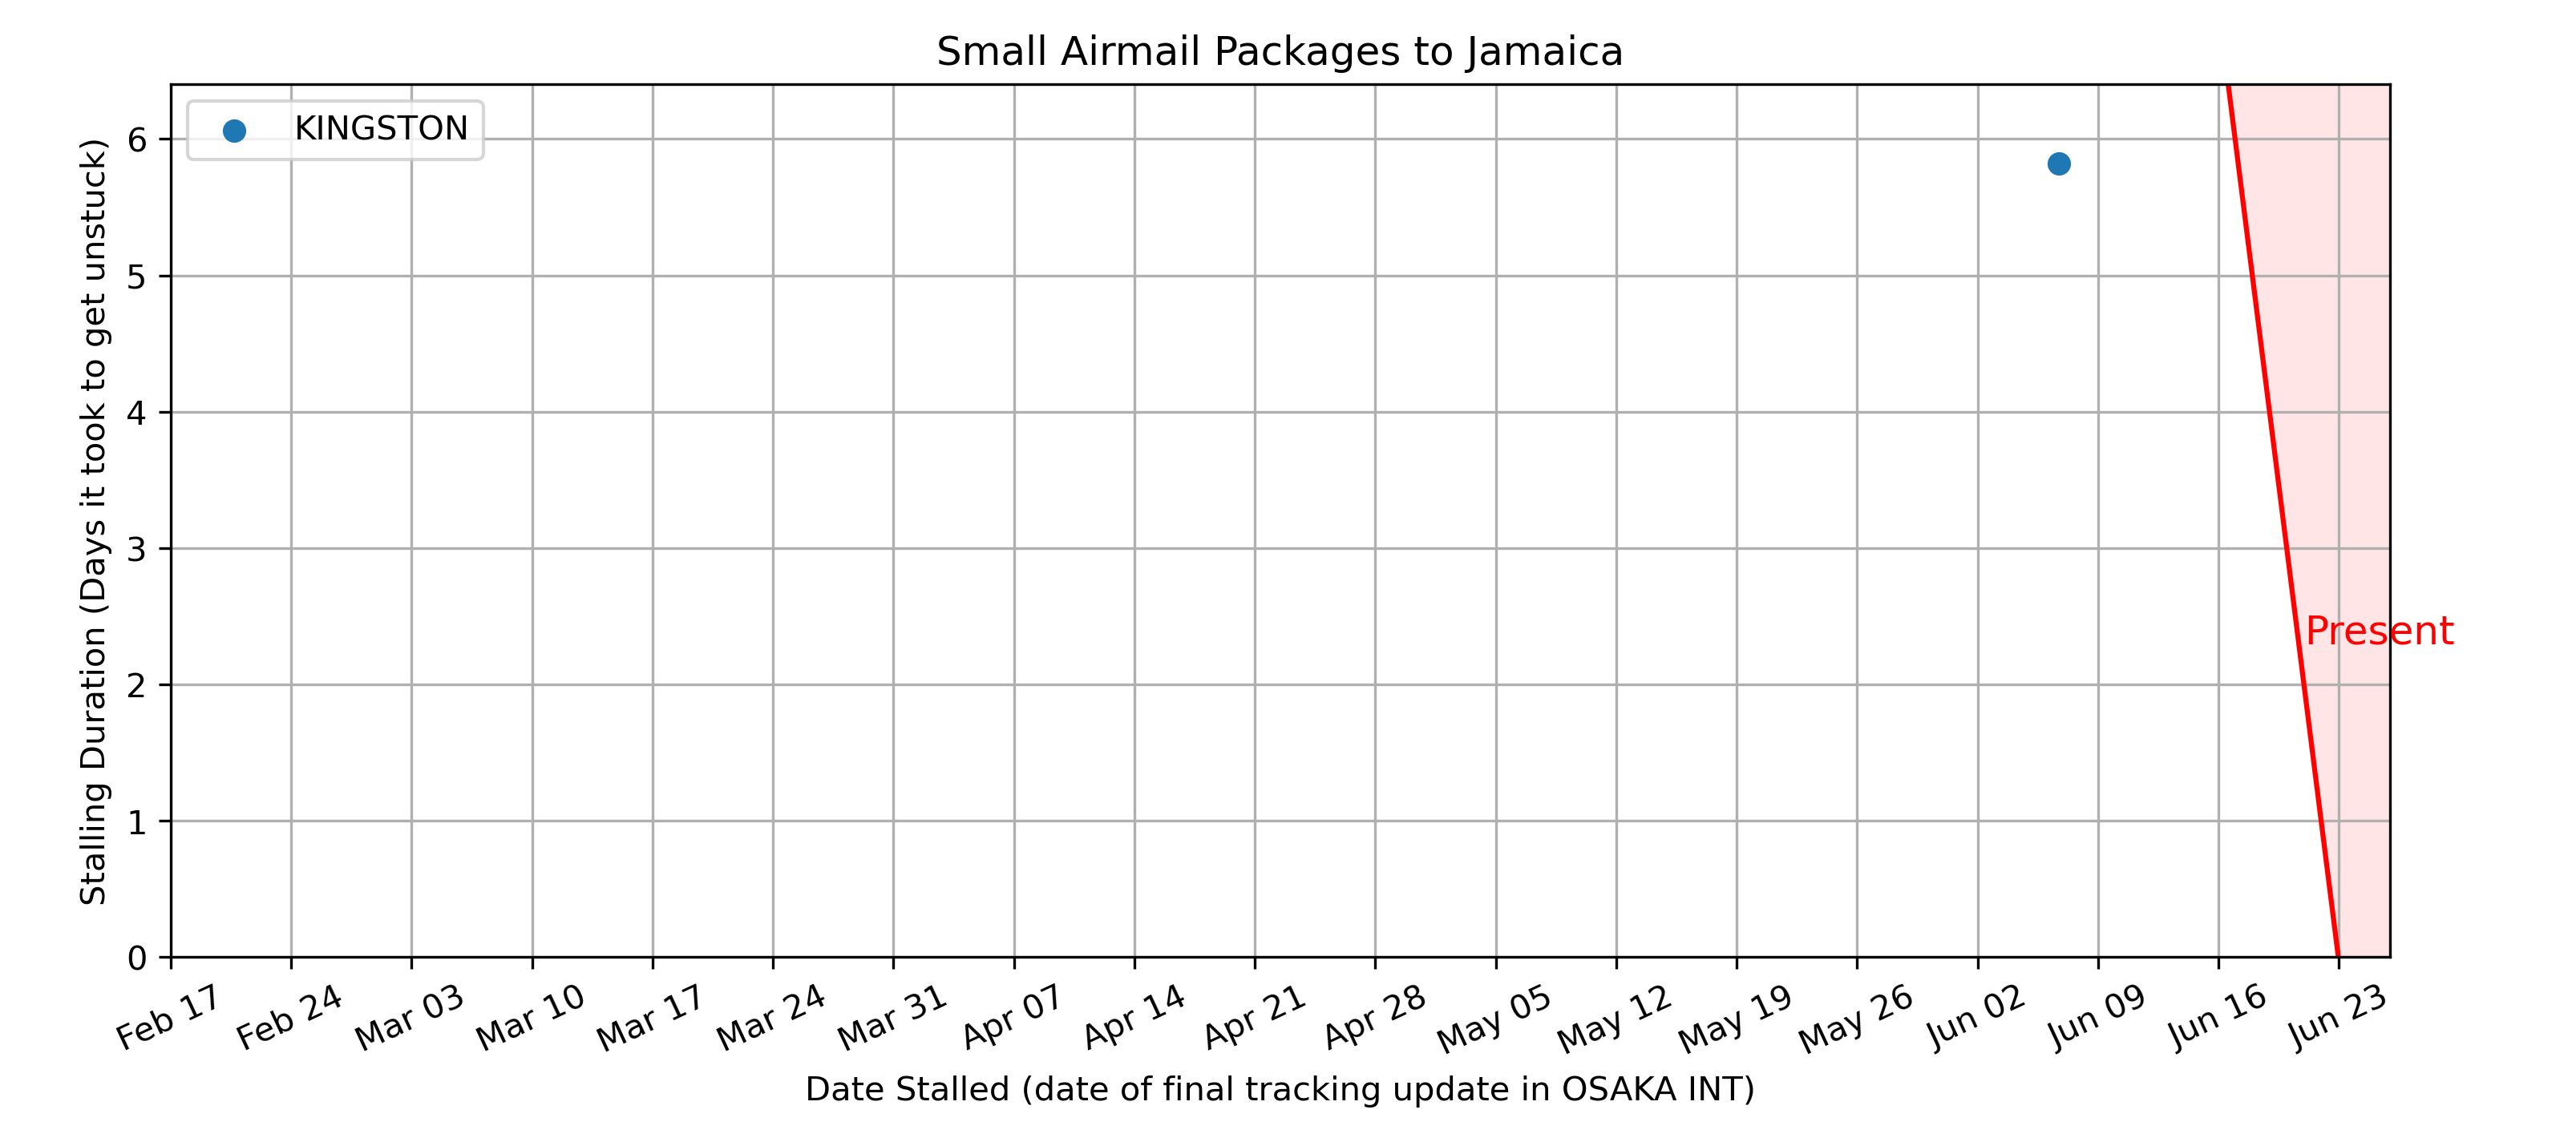 Small Airmail Packages to Jamaica
KINGSTON
Stalling Duration (Days it took to get unstuck)
6
5
4
3
2
1
0
Present
Feb 17
Feb 24
Mar 03
Mar 10
Mar 17
Mar 24
Mar 31
Apr 07
Apr 14
Apr 21
Apr 28
May 05
May 12
May 19
May 26
Jun 02
Jun 09
Jun 16
Jun 23
Date Stalled (date of final tracking update in OSAKA INT)